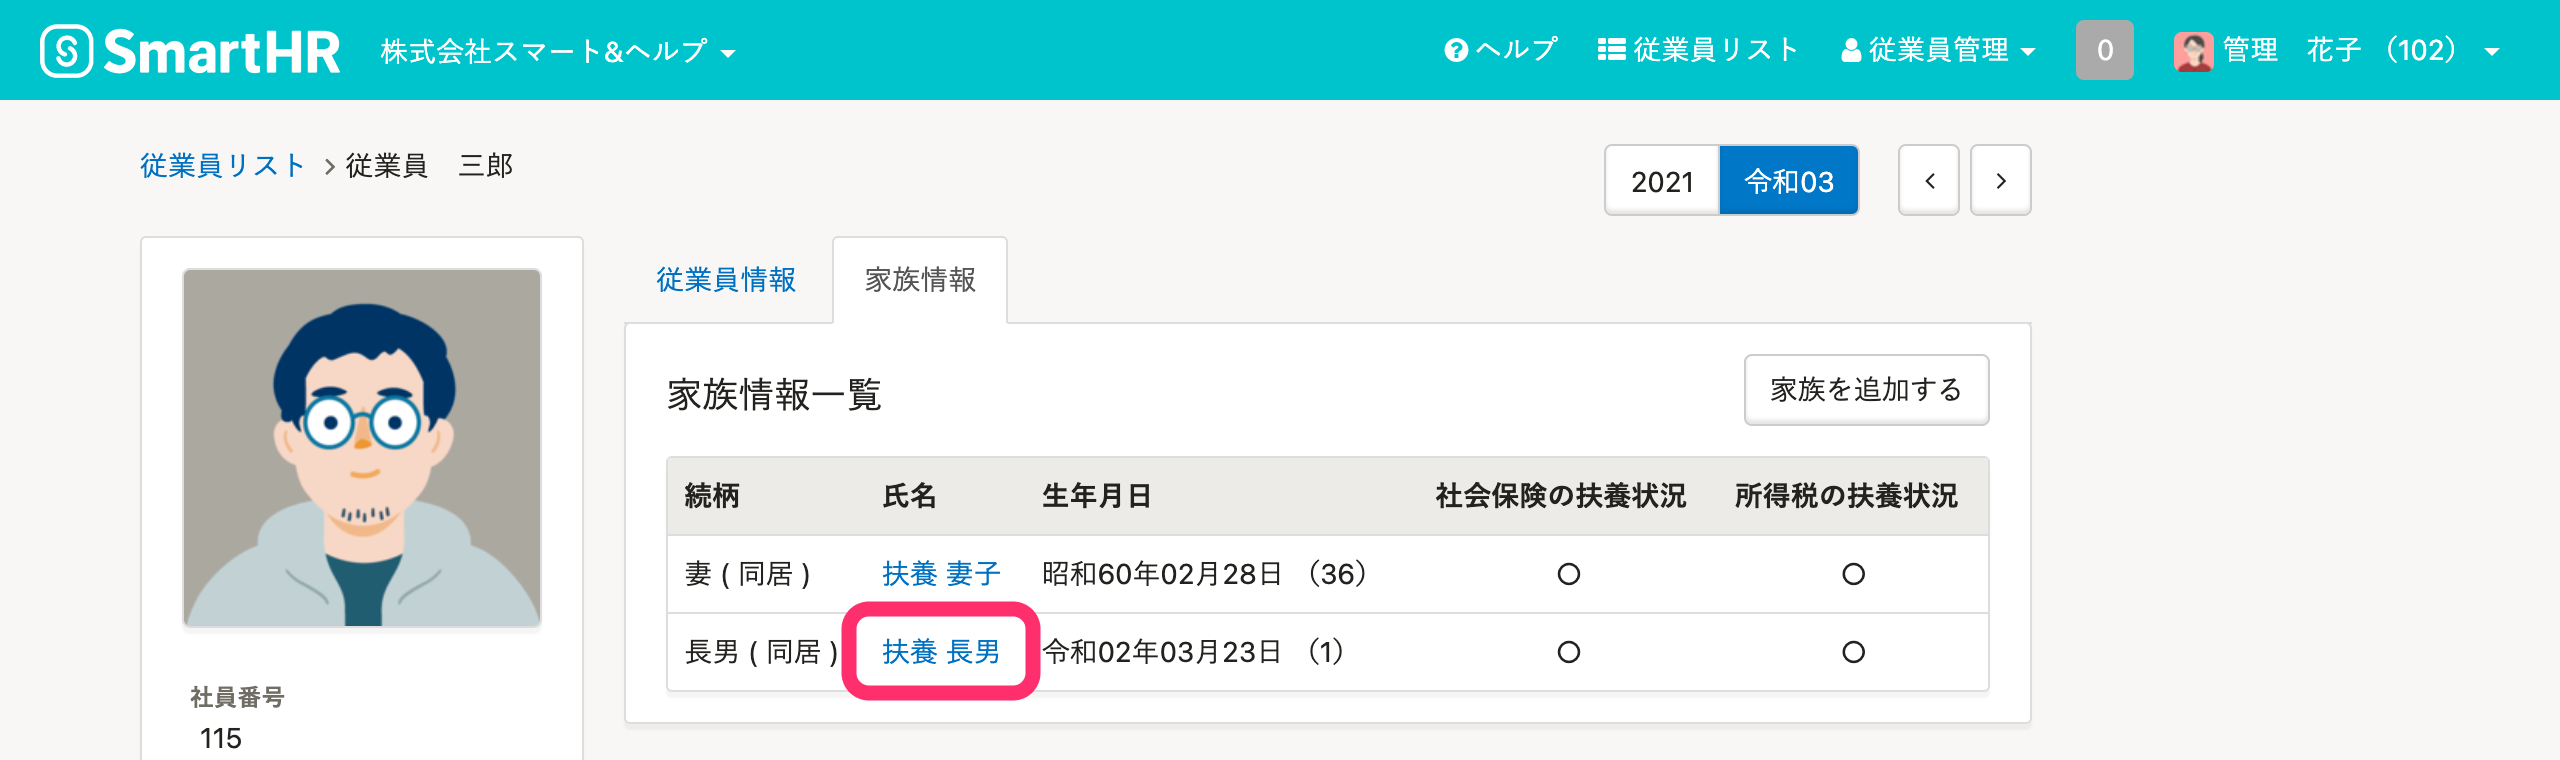 SmartHR 株式会社スマート&ヘルプ ヘルプ 従業員リスト 従業員管理 0 管理　花子　(102)
従業員リスト > 従業員　三郎
2021 令和03 < >
従業員情報 家族情報
家族情報一覧 家族を追加する
続柄 氏名 生年月日 社会保険の扶養状況 所得税の扶養状況
妻 ( 同居 ) 扶養 妻子 昭和60年02月28日 (36) ○ ○
長男 ( 同居 ) 扶養 長男 令和02年03月23日 (1) ○ ○
社員番号
115